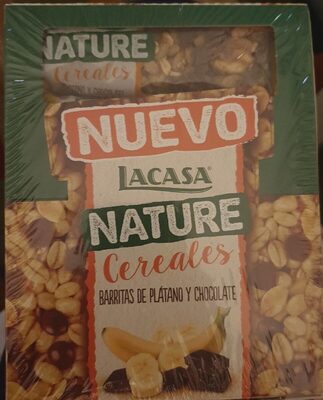 NATURE
Cereales
NUEVO
LACASA
NATURE
Cereales
BARRITAS DE PLÁTANO Y CHOCOLATE